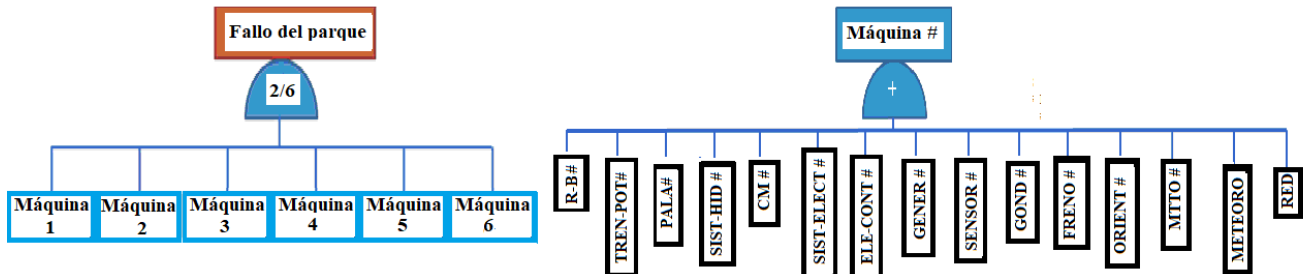 Fallo del parque
2/6
Máquina
1
Máquina
2
Máquina
3
Máquina
4
Máquina
5
Máquina
6
Máquina #
+
R-B#
TREN-POT#
PALA#
SIST-HID #
CM #
SIST-ELECT #
ELE-CONT #
GENER #
SENSOR #
GOND #
FRENO #
ORIENT #
MTTO #
METEORO
RED